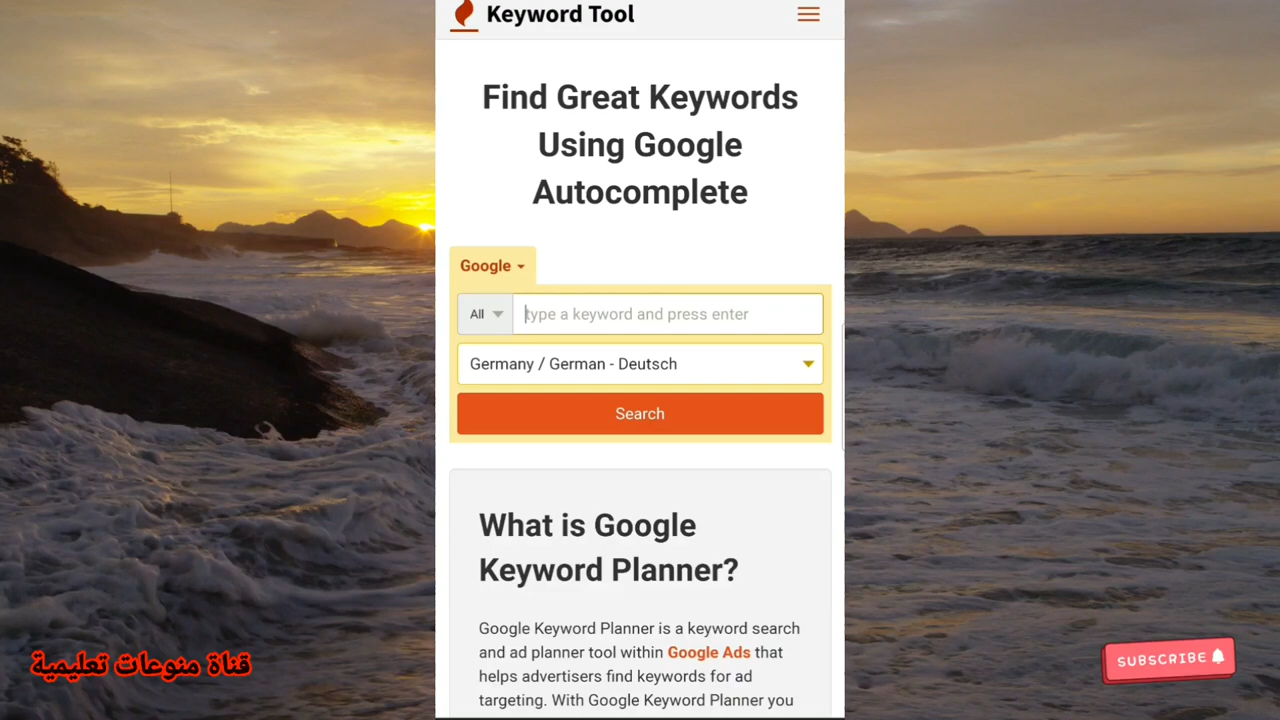 Keyword Tool
Find Great Keywords
Using Google
Autocomplete
Google
All
type a keyword and press enter
Germany / German - Deutsch
Search
What is Google
Keyword Planner?
Google Keyword Planner is a keyword search
and ad planner tool within Google Ads that
helps advertisers find keywords for ad
targeting. With Google Keyword Planner you
قناة منوعات تعليمية
SUBSCRIBE